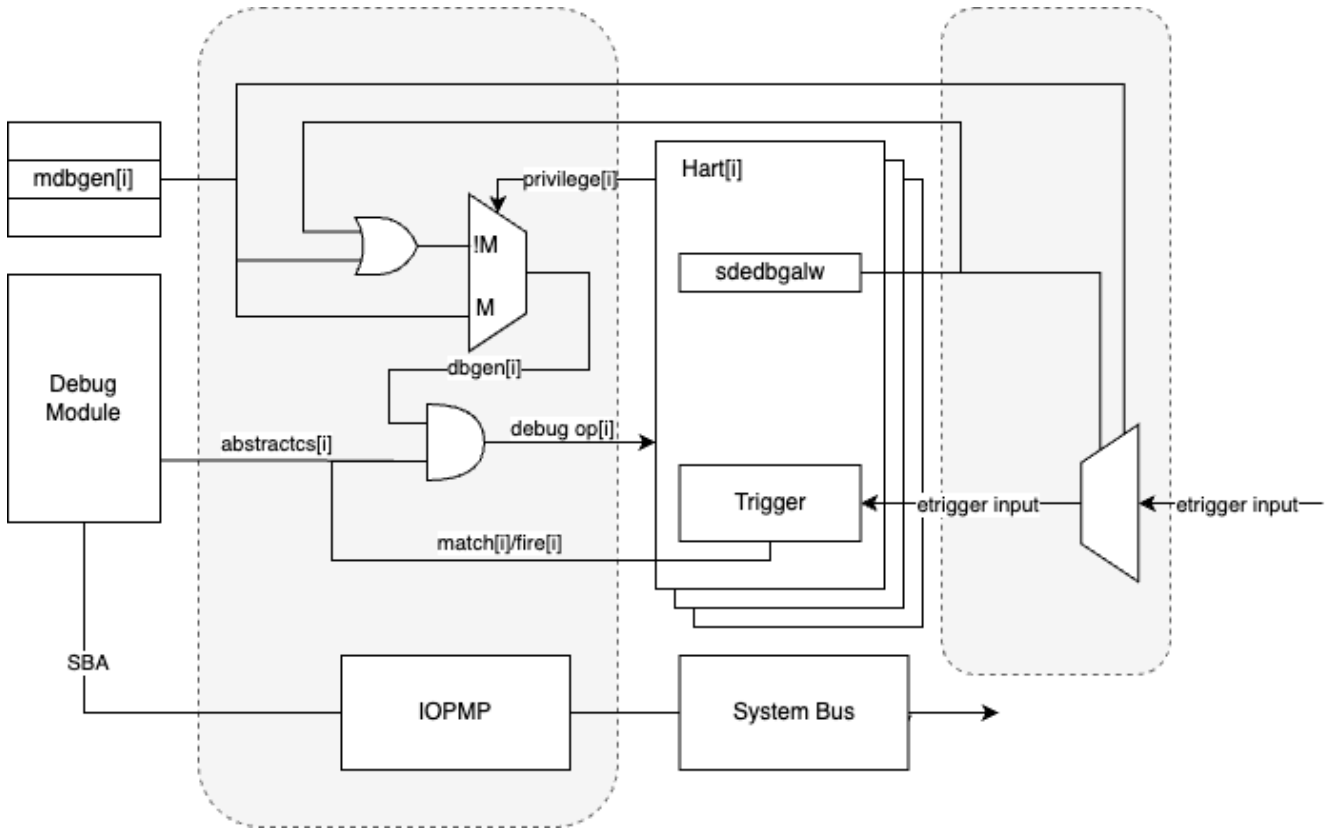 mdbgen[i]
privilege[i]
Hart[i]
!M
sdedbgalw
M
dbgen[i]
Debug
Module
abstractcs[i]
debug op[i]
Trigger
etrigger input
etrigger input
match[i]/fire[i]
SBA
IOPMP
System Bus